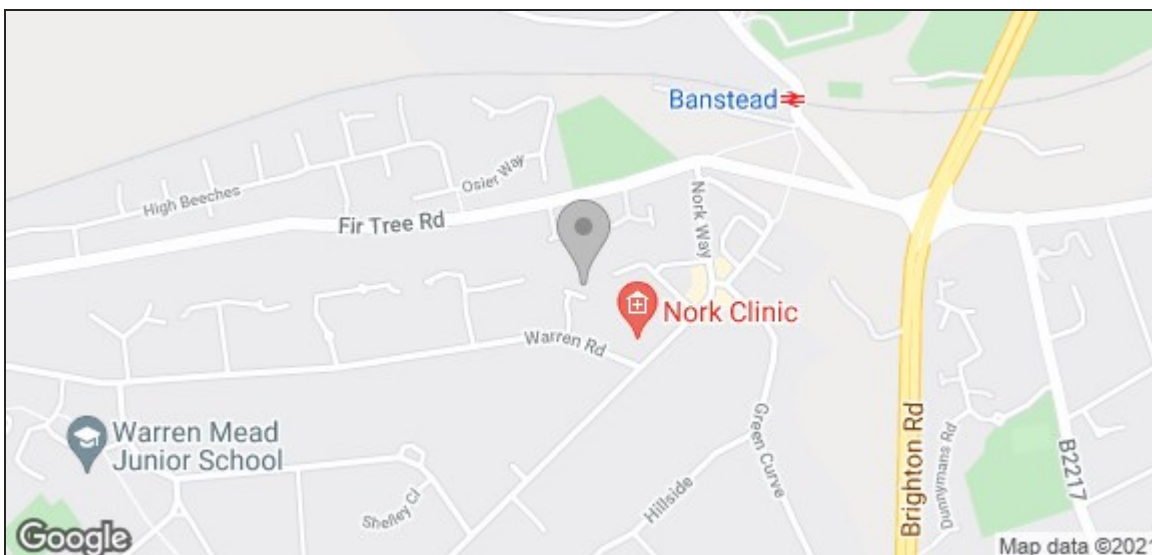 Banstead
Osier Way
High Beeches
Fir Tree Rd
Nork Way
Nork Clinic
Warren Rd
Warren Mead
Junior School
Green Curve
Brighton Rd
Dunnymans Rd
B2217
Shelley Cl
Hillside
Google
Map data ©2021